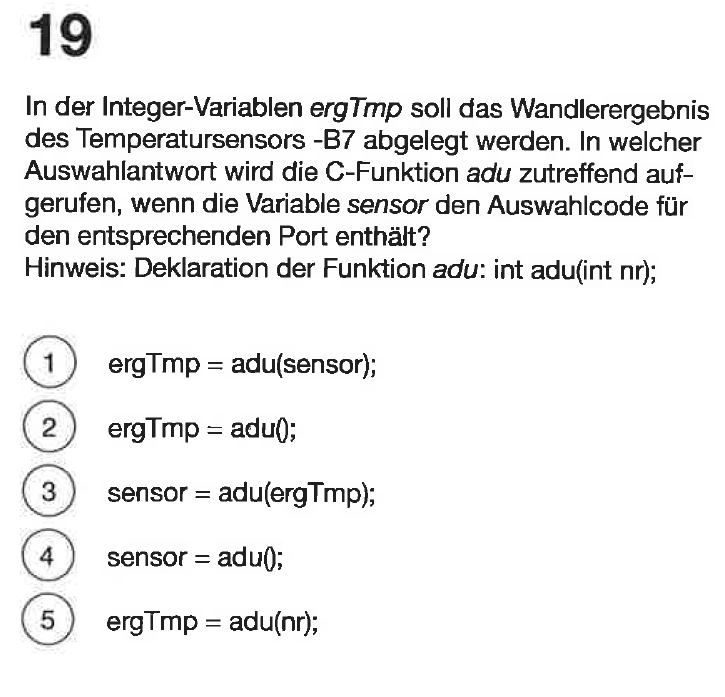 19
In der Integer-Variablen ergTmp soll das Wandlerergebnis
des Temperatursensors -B7 abgelegt werden. In welcher
Auswahlantwort wird die C-Funktion adu zutreffend auf-
gerufen, wenn die Variable sensor den Auswahlcode für
den entsprechenden Port enthält?
Hinweis: Deklaration der Funktion adu: int adu(int nr);
1 ergTmp = adu(sensor);
2 ergTmp = adu();
3 sensor = adu(ergTmp);
4 sensor = adu();
5 ergTmp = adu(nr);